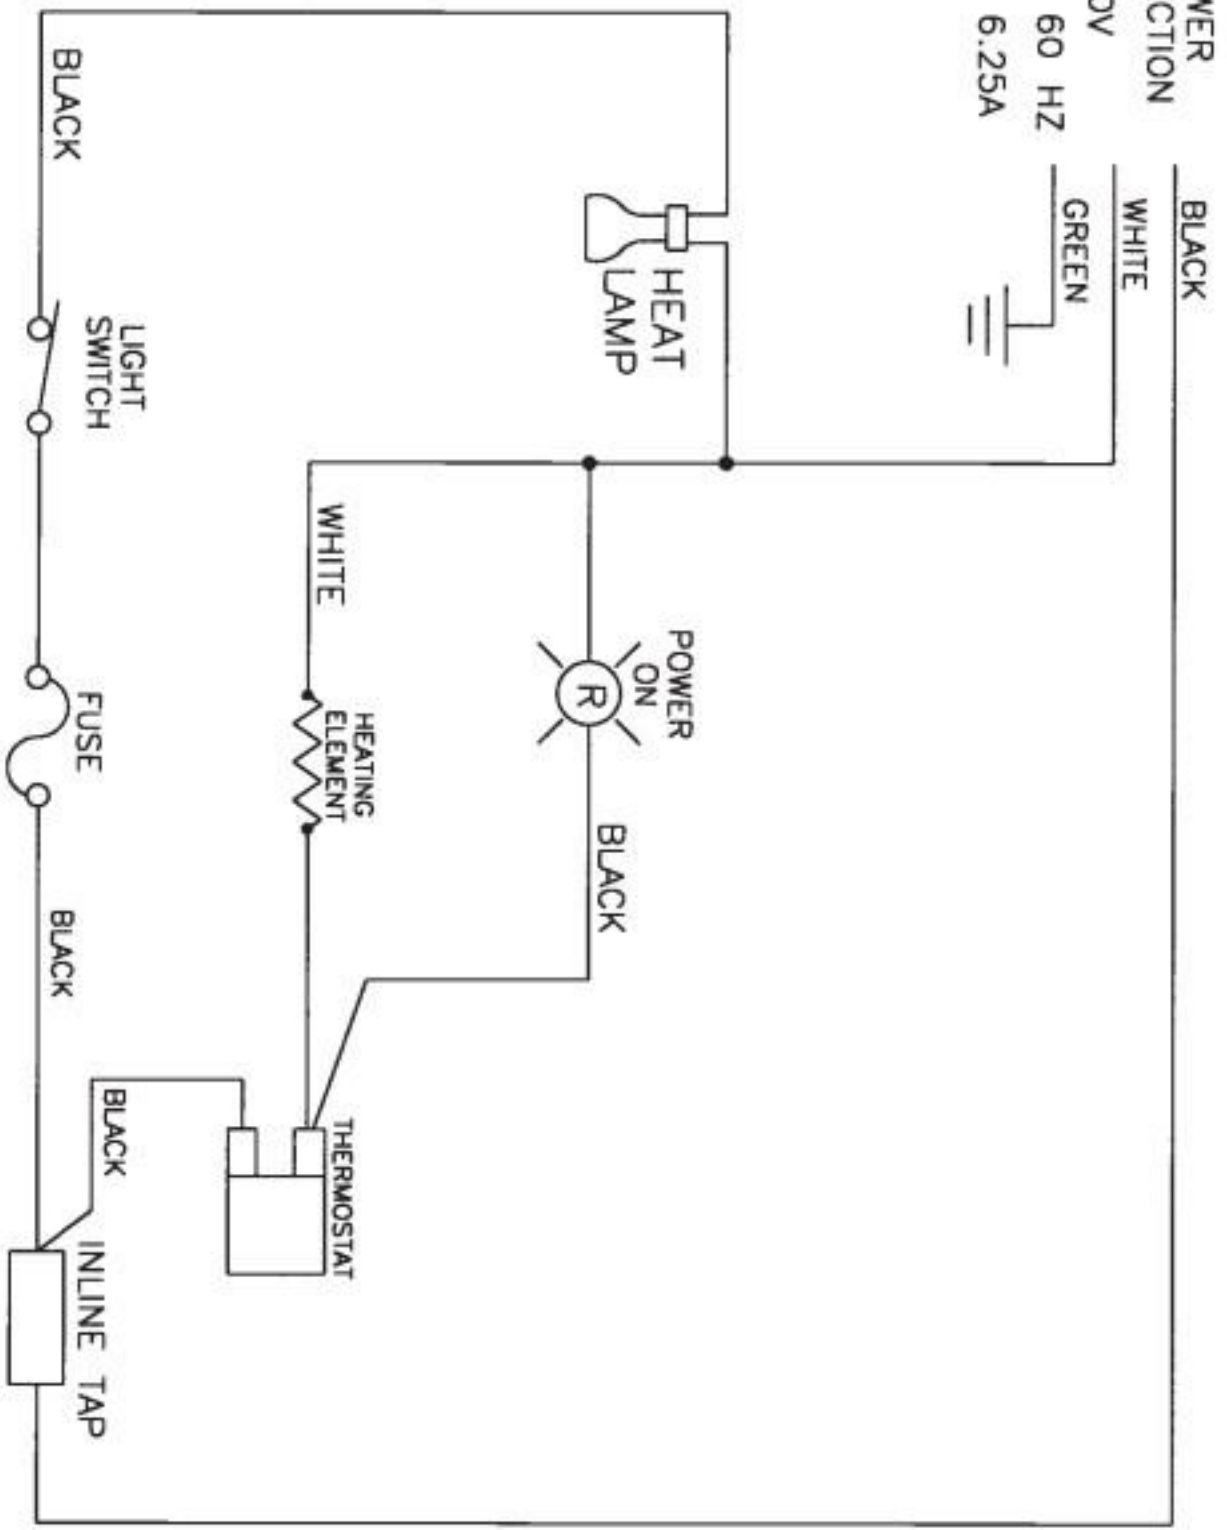 WER
CTION
0V
60 HZ
6.25A
BLACK
WHITE
GREEN
HEAT
LAMP
BLACK
LIGHT
SWITCH
WHITE
POWER
ON
R
HEATING
ELEMENT
FUSE
BLACK
BLACK
THERMOSTAT
BLACK
INLINE TAP